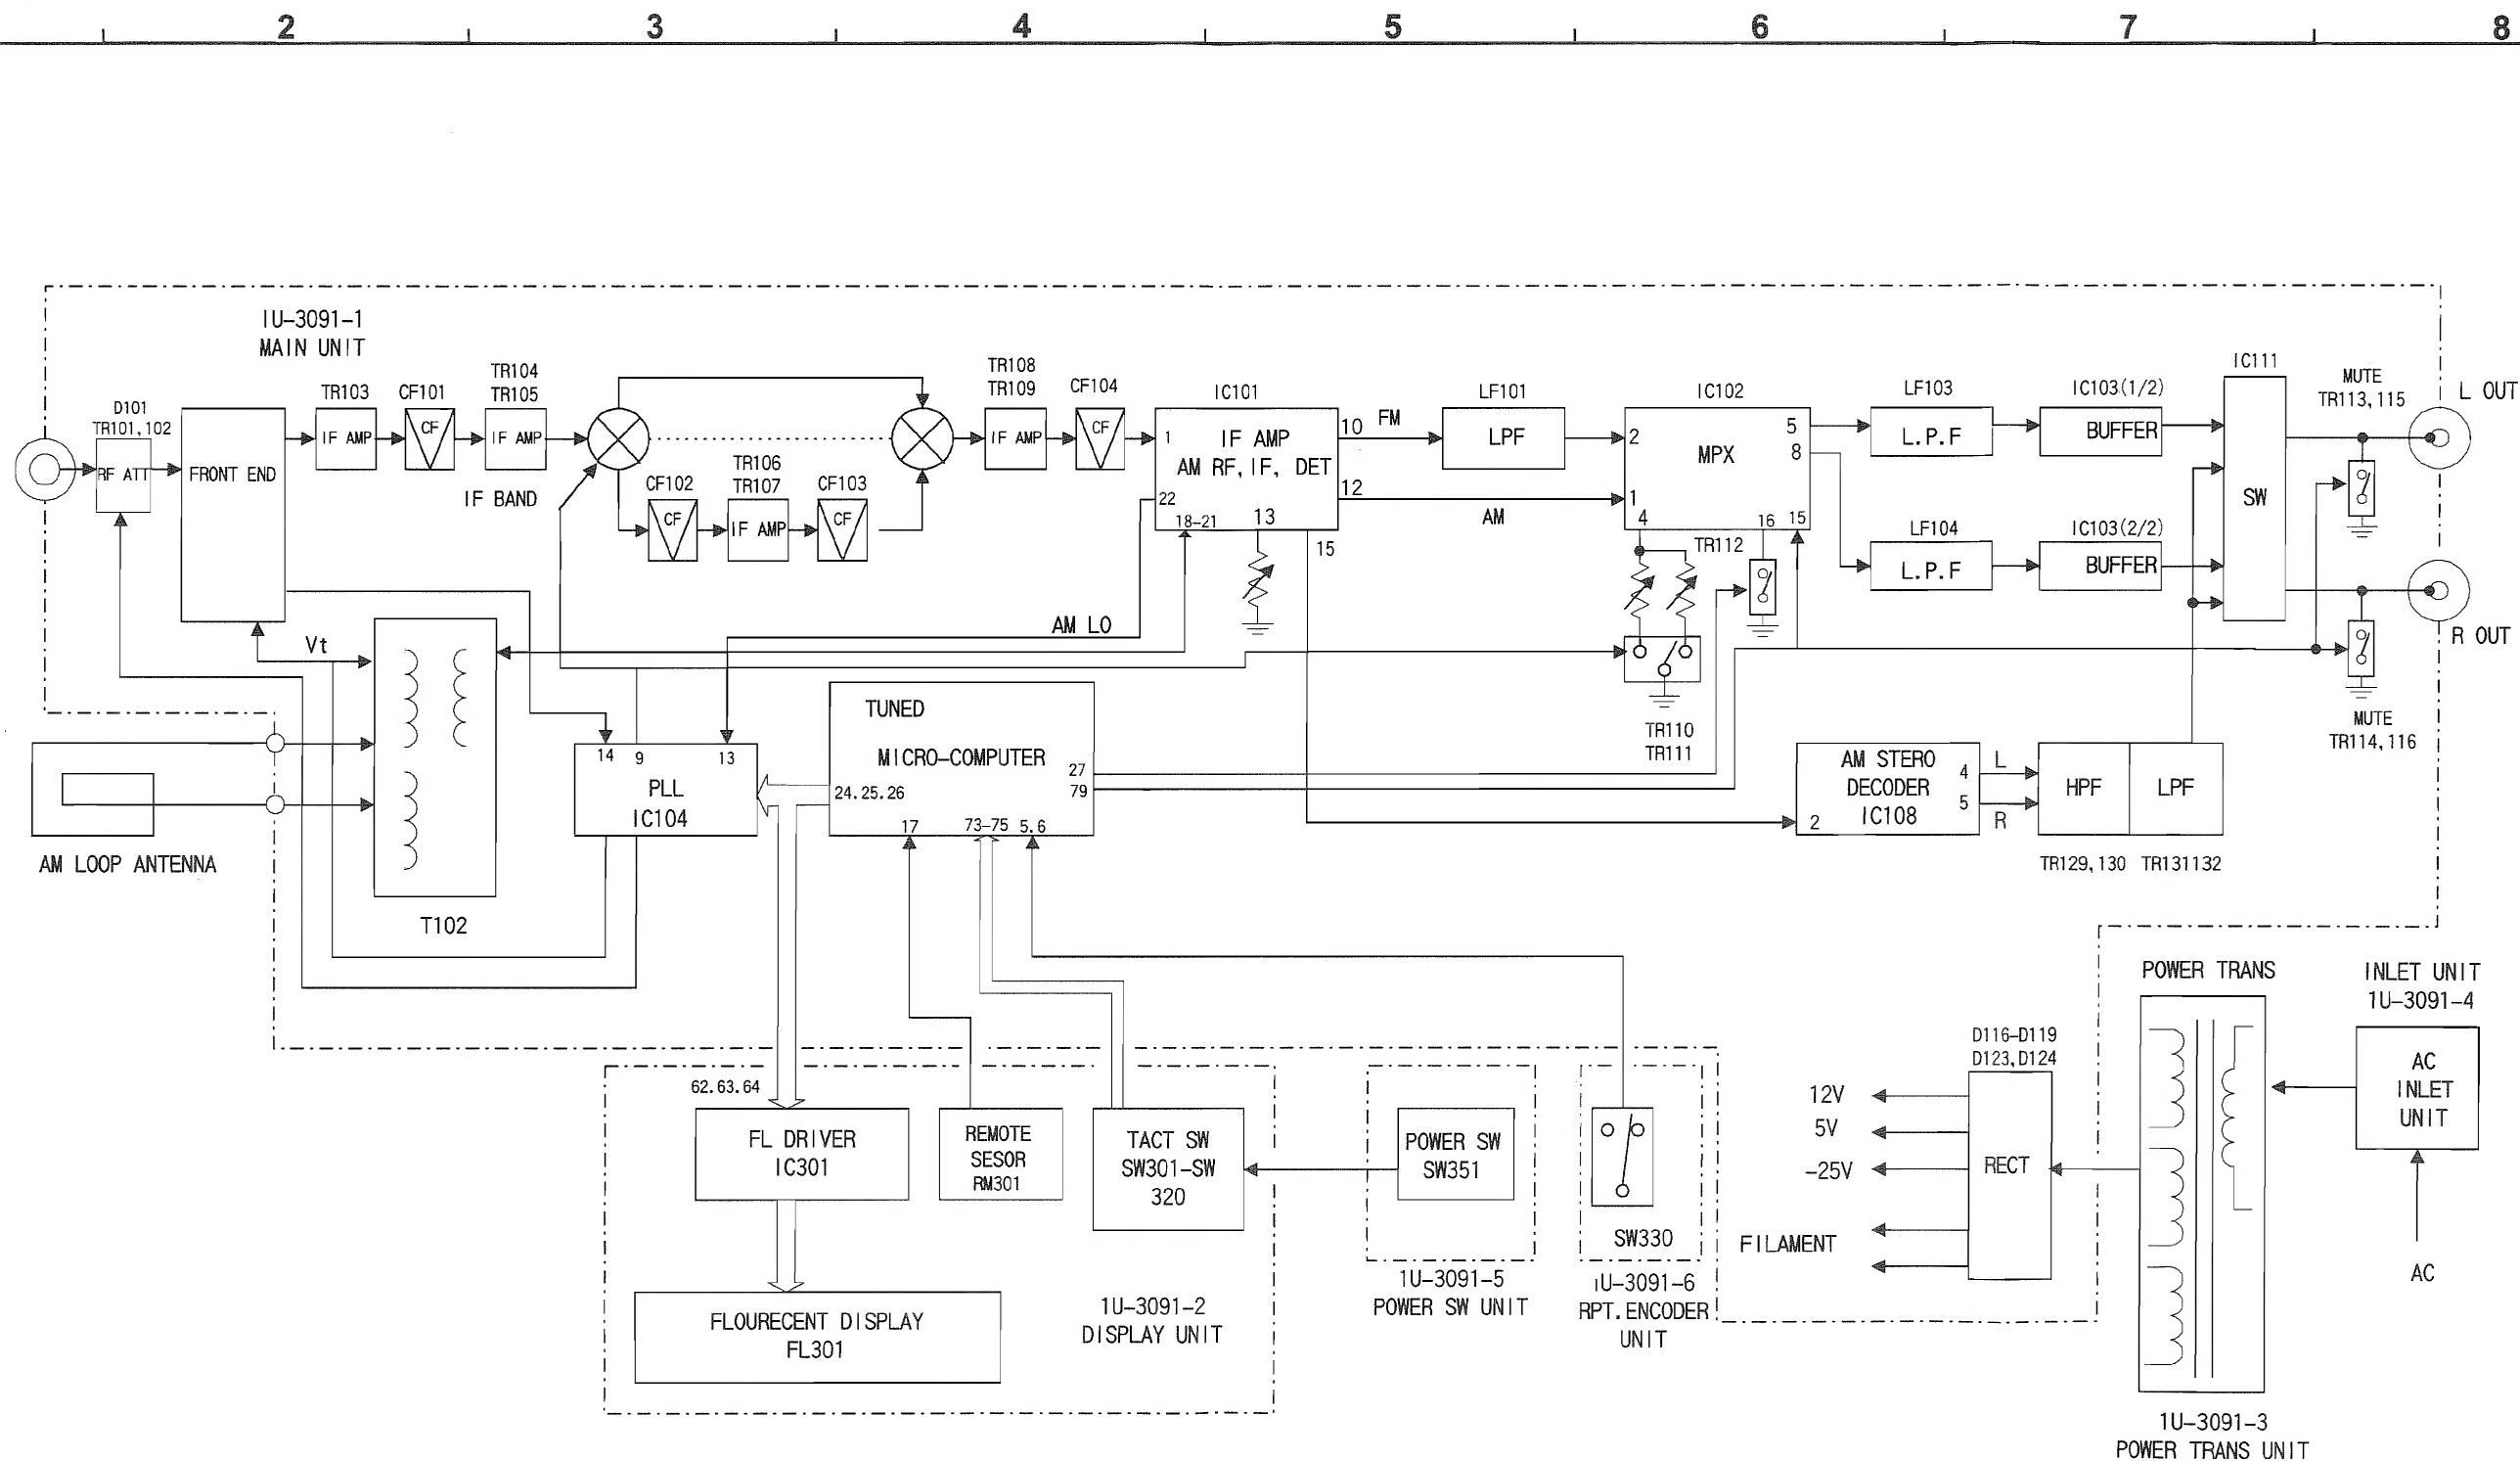 2 3 4 5 6 7 8
1U-3091-1
MAIN UNIT
D101
TR101,102
RF ATT
FRONT END
TR103
IF AMP
CF101
CF
TR104
TR105
IF AMP
IF BAND
CF102
CF
TR106
TR107
IF AMP
CF103
CF
TR108
TR109
IF AMP
CF104
CF
IC101
1
IF AMP
AM RF, IF, DET
22
18-21
13
15
10
FM
12
AM
LF101
LPF
IC102
2
MPX
1
4
16
15
5
8
TR112
LF103
L.P.F
IC103(1/2)
BUFFER
LF104
L.P.F
IC103(2/2)
BUFFER
IC111
SW
MUTE
TR113,115
L OUT
R OUT
MUTE
TR114,116
Vt
AM LO
TR110
TR111
AM LOOP ANTENNA
T102
14
9
13
PLL
IC104
TUNED
MICRO-COMPUTER
24.25.26
27
79
17
73-75
5.6
AM STERO
DECODER
IC108
2
4
5
L
R
HPF
LPF
TR129,130
TR131132
62.63.64
FL DRIVER
IC301
REMOTE
SESOR
RM301
TACT SW
SW301-SW
320
FLOURECENT DISPLAY
FL301
1U-3091-2
DISPLAY UNIT
POWER SW
SW351
1U-3091-5
POWER SW UNIT
SW330
1U-3091-6
RPT.ENCODER
UNIT
D116-D119
D123,D124
RECT
12V
5V
-25V
FILAMENT
POWER TRANS
1U-3091-3
POWER TRANS UNIT
INLET UNIT
1U-3091-4
AC
INLET
UNIT
AC